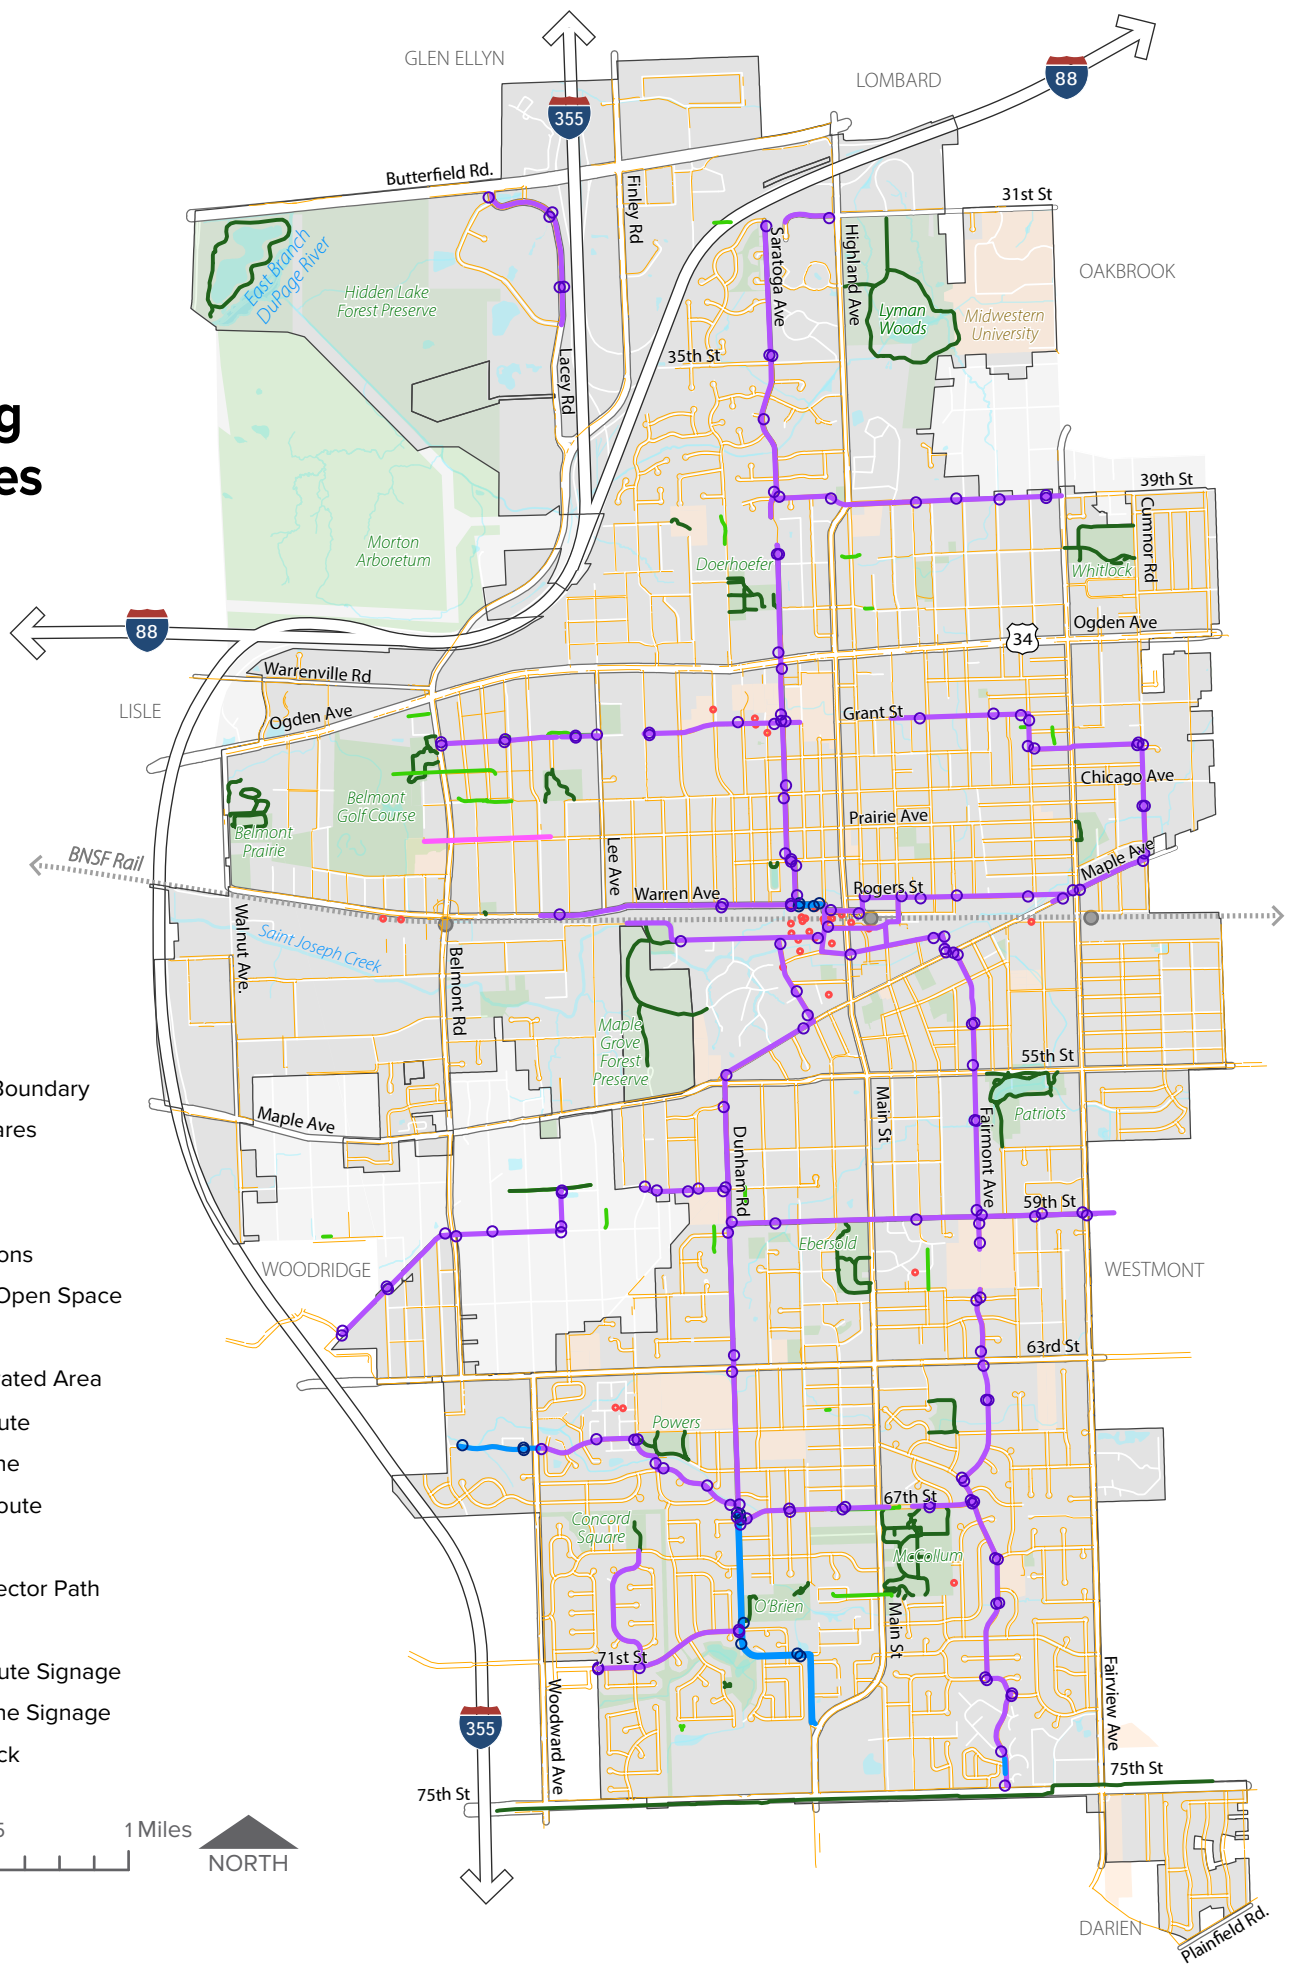 GLEN ELLYN
LOMBARD
88
355
Butterfield Rd.
Finley Rd
31st St
East Branch
DuPage River
Hidden Lake
Forest Preserve
Saratoga Ave
Highland Ave
OAKBROOK
Lyman
Woods
Midwestern
University
35th St
Lacey Rd
g
es
39th St
Cumnor Rd
Morton
Arboretum
Doerhoefer
Whitlock
88
Ogden Ave
34
Warrenville Rd
LISLE
Ogden Ave
Grant St
Chicago Ave
Belmont
Golf Course
Prairie Ave
Belmont
Prairie
BNSF Rail
Lee Ave
Maple Ave
Warren Ave
Rogers St
Walnut Ave.
Saint Joseph Creek
Belmont Rd
Maple
Grove
Forest
Preserve
55th St
Boundary
Main St
Patriots
Maple Ave
ares
Dunham Rd
Fairmont Ave
59th St
Ebersold
ons
WOODRIDGE
WESTMONT
Open Space
63rd St
ated Area
ute
Powers
ne
oute
67th St
Concord
Square
McCollum
ector Path
O'Brien
Main St
71st St
ute Signage
Fairview Ave
ne Signage
355
Woodward Ave
ck
75th St
75th St
5
1 Miles
NORTH
DARIEN
Plainfield Rd.